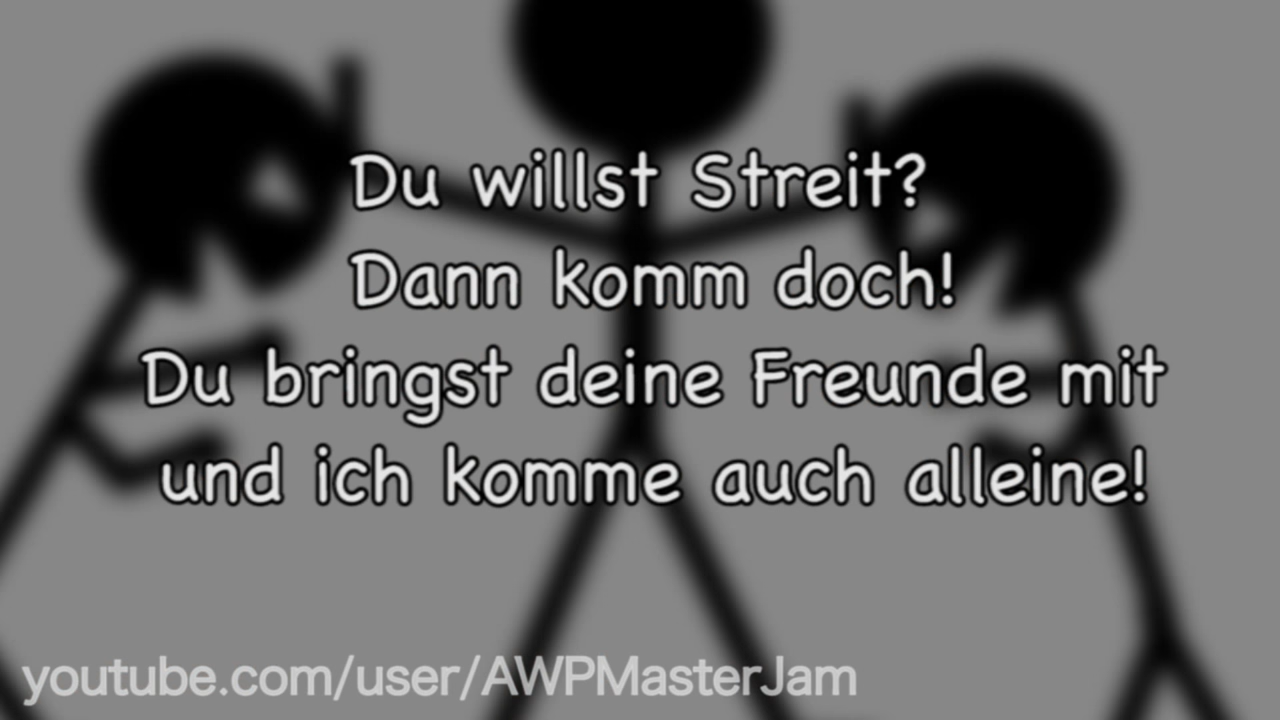 Du willst Streit?
Dann komm doch!
Du bringst deine Freunde mit
und ich komme auch alleine!
youtube.com/user/AWPMasterJam